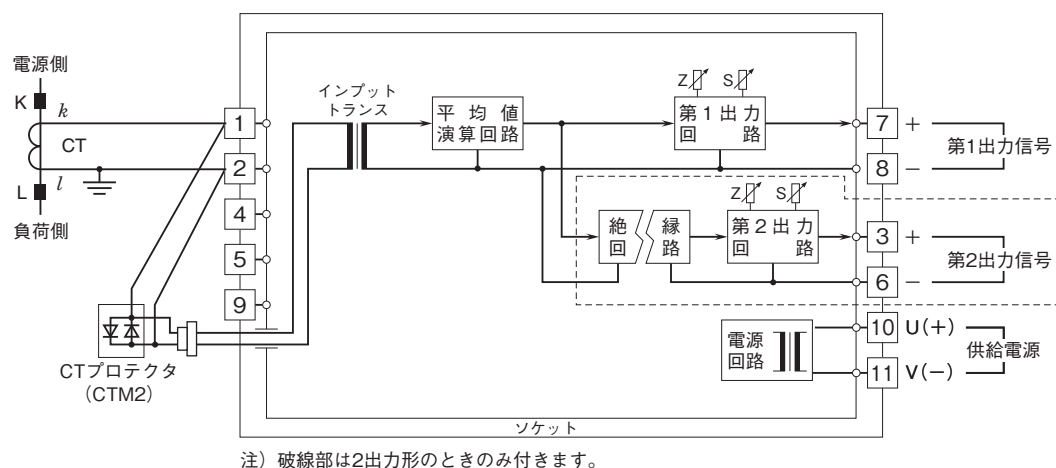 電源側
K
k
CT
L
l
負荷側
1
2
4
5
9
CTプロテクタ
(CTM2)
インプット
トランス
平均値
演算回路
Z
S
第1出力
回路
Z
S
絶縁
回路
第2出力
回路
電源
回路
7
+
8
−
第1出力信号
3
+
6
−
第2出力信号
10
U(+)
11
V(−)
供給電源
ソケット
注）破線部は2出力形のときのみ付きます。